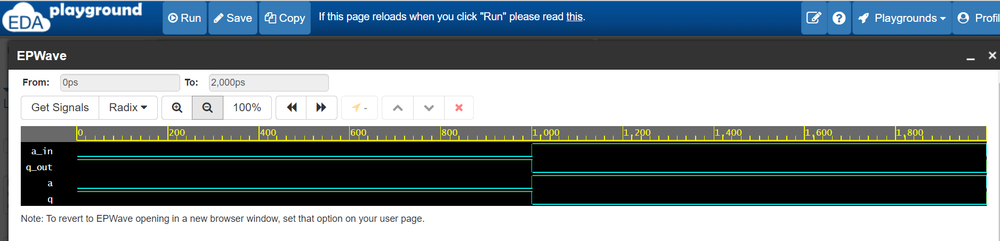 EDA playground
Run Save Copy If this page reloads when you click "Run" please read this. Playgrounds Profil
EPWave
From: 0ps To: 2,000ps
Get Signals Radix 100% -
0 200 400 600 800 1,000 1,200 1,400 1,600 1,800
a_in
q_out
a
q
Note: To revert to EPWave opening in a new browser window, set that option on your user page.